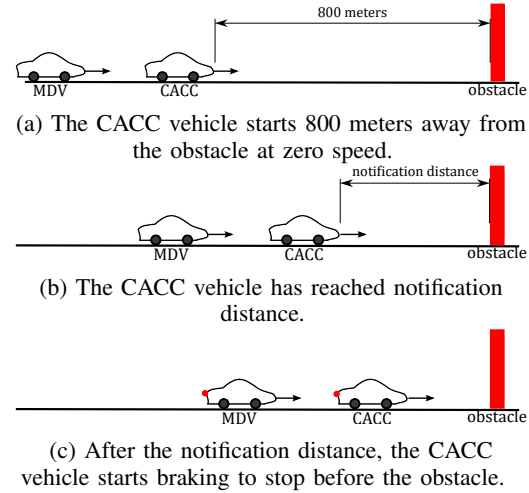 800 meters
MDV CACC obstacle
(a) The CACC vehicle starts 800 meters away from
the obstacle at zero speed.
notification distance
MDV CACC obstacle
(b) The CACC vehicle has reached notification
distance.
MDV CACC obstacle
(c) After the notification distance, the CACC
vehicle starts braking to stop before the obstacle.